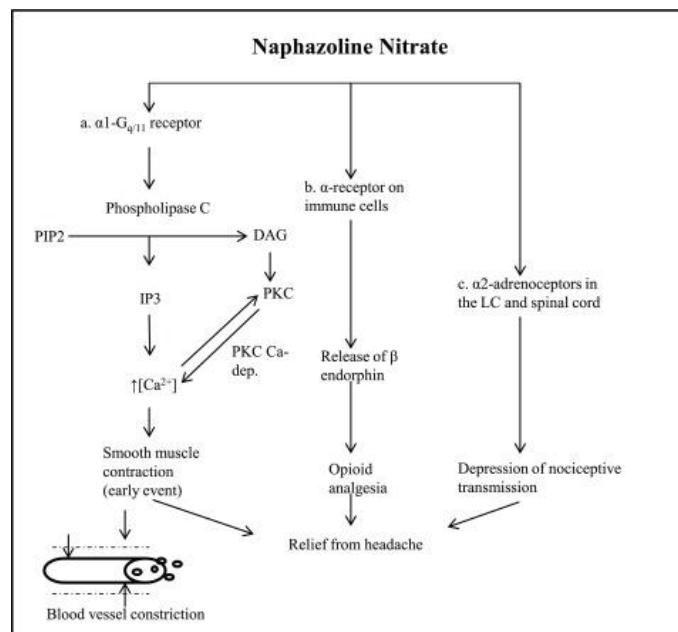 Naphazoline Nitrate
a. α1-Gq/11 receptor
Phospholipase C
PIP2
DAG
IP3
PKC
PKC Ca-
dep.
↑[Ca²⁺]
Smooth muscle
contraction
(early event)
Blood vessel constriction
b. α-receptor on
immune cells
Release of β
endorphin
Opioid
analgesia
c. α2-adrenoceptors in
the LC and spinal cord
Depression of nociceptive
transmission
Relief from headache